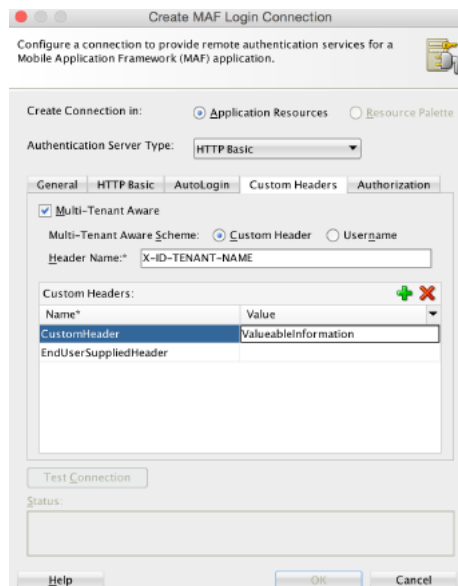 Create MAF Login Connection
Configure a connection to provide remote authentication services for a
Mobile Application Framework (MAF) application.
Create Connection in: Application Resources Resource Palette
Authentication Server Type: HTTP Basic
General HTTP Basic AutoLogin Custom Headers Authorization
Multi-Tenant Aware
Multi-Tenant Aware Scheme: Custom Header Username
Header Name:* X-ID-TENANT-NAME
Custom Headers:
Name* Value
CustomHeader ValueableInformation
EndUserSuppliedHeader
Test Connection
Status:
Help OK Cancel